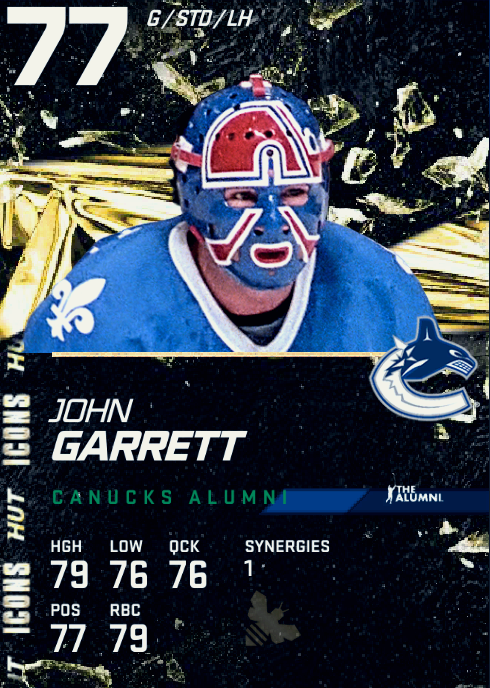 77
G / STD / LH
JOHN
GARRETT
CANUCKS ALUMNI
THE
ALUMNI
HGH LOW QCK SYNERGIES
79 76 76 1
POS RBC
77 79
HUT ICONS HUT ICONS